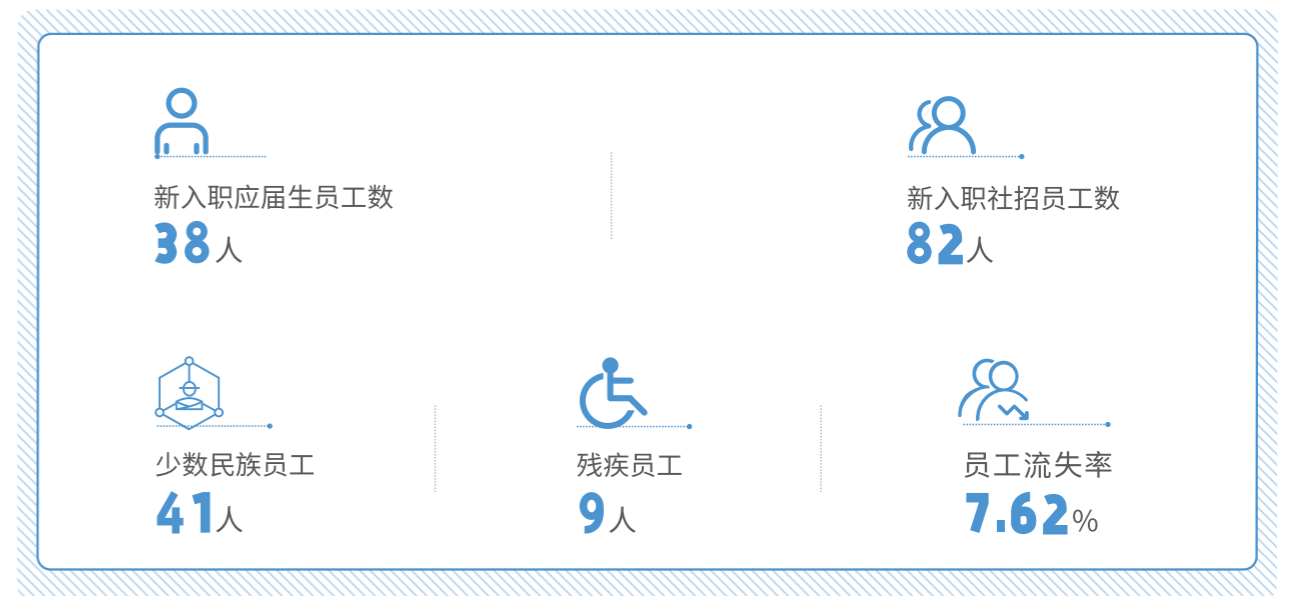 新入职应届生员工数
38人
新入职社招员工数
82人
少数民族员工
41人
残疾员工
9人
员工流失率
7.62%